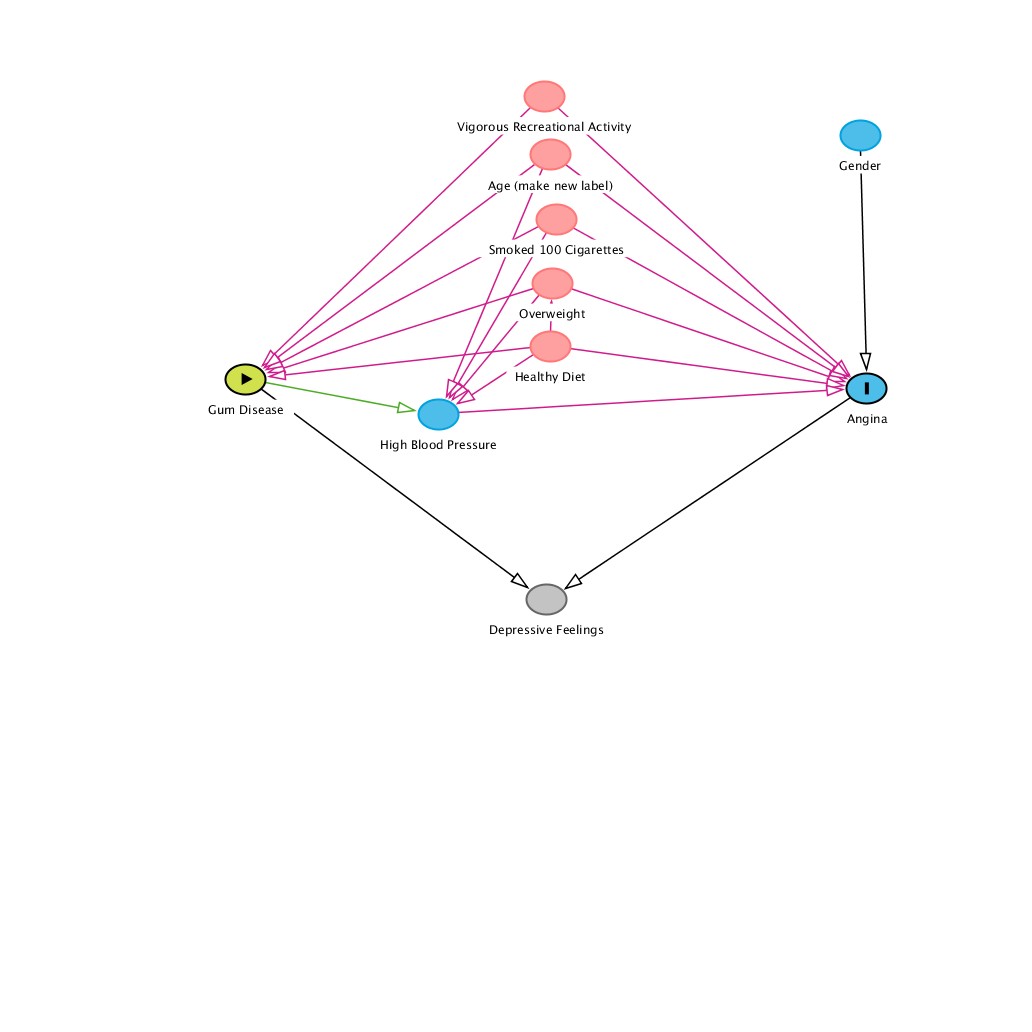 Vigorous Recreational Activity
Gender
Age (make new label)
Smoked 100 Cigarettes
Overweight
Healthy Diet
Gum Disease
Angina
High Blood Pressure
Depressive Feelings